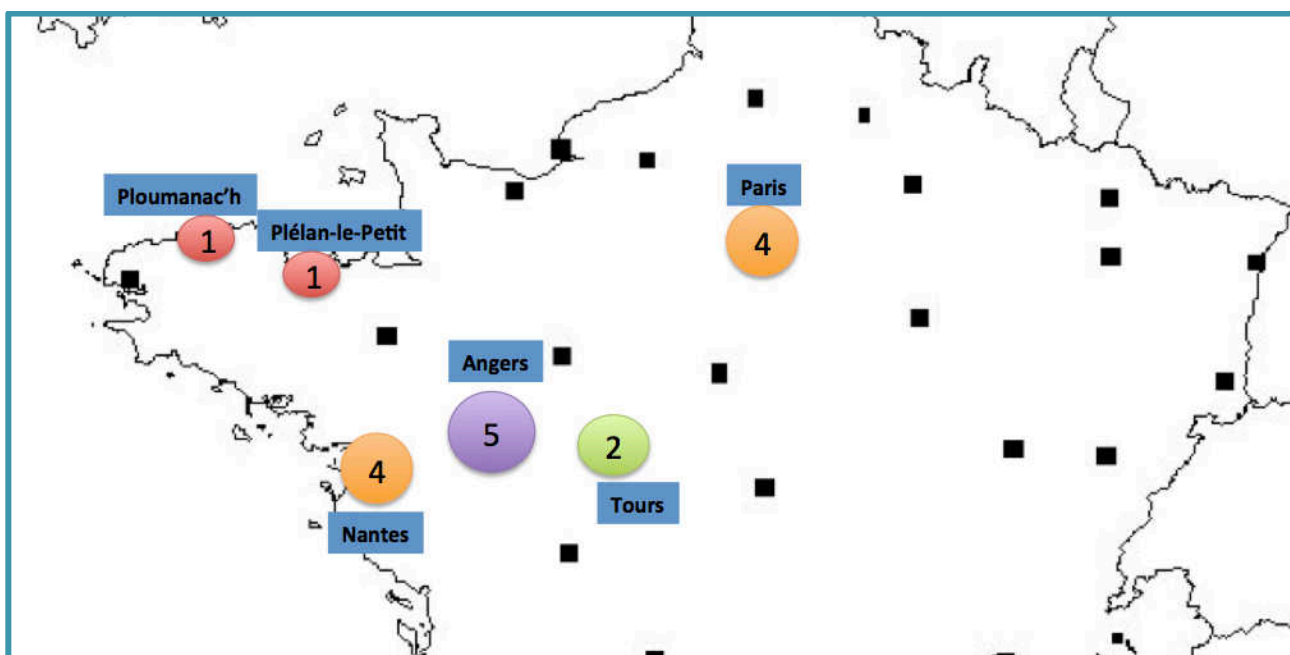 Ploumanac’h
1
Plélan-le-Petit
1
Paris
4
Angers
5
2
Tours
4
Nantes